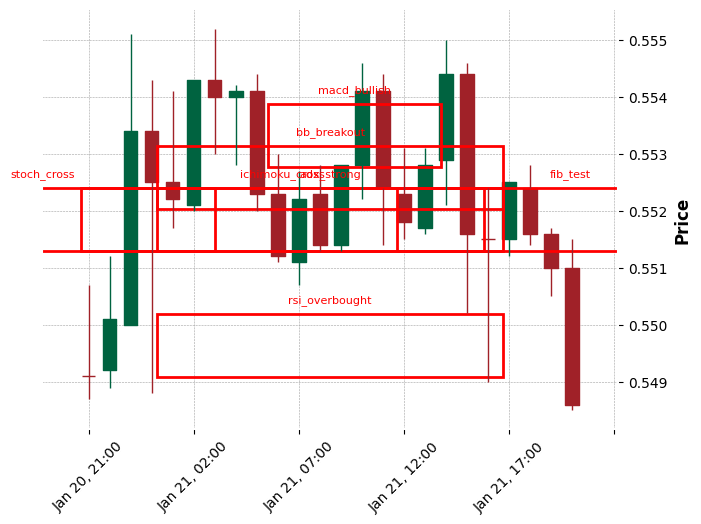 0.555
macd_bullish
0.554
bb_breakout
0.553
stoch_cross
fib_test
0.552
Price
0.551
rsi_overbought
0.550
0.549
Jan 20, 21:00
Jan 21, 02:00
Jan 21, 07:00
Jan 21, 12:00
Jan 21, 17:00